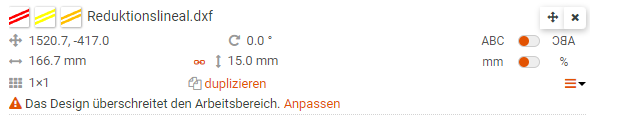 Reduktionslineal.dxf
1520.7, -417.0 0.0 ° ABC ABC
166.7 mm 15.0 mm mm %
1×1 duplizieren
Das Design überschreitet den Arbeitsbereich. Anpassen